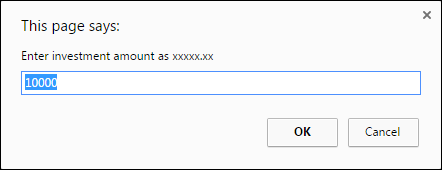 This page says:
Enter investment amount as xxxxx.xx
10000
OK
Cancel